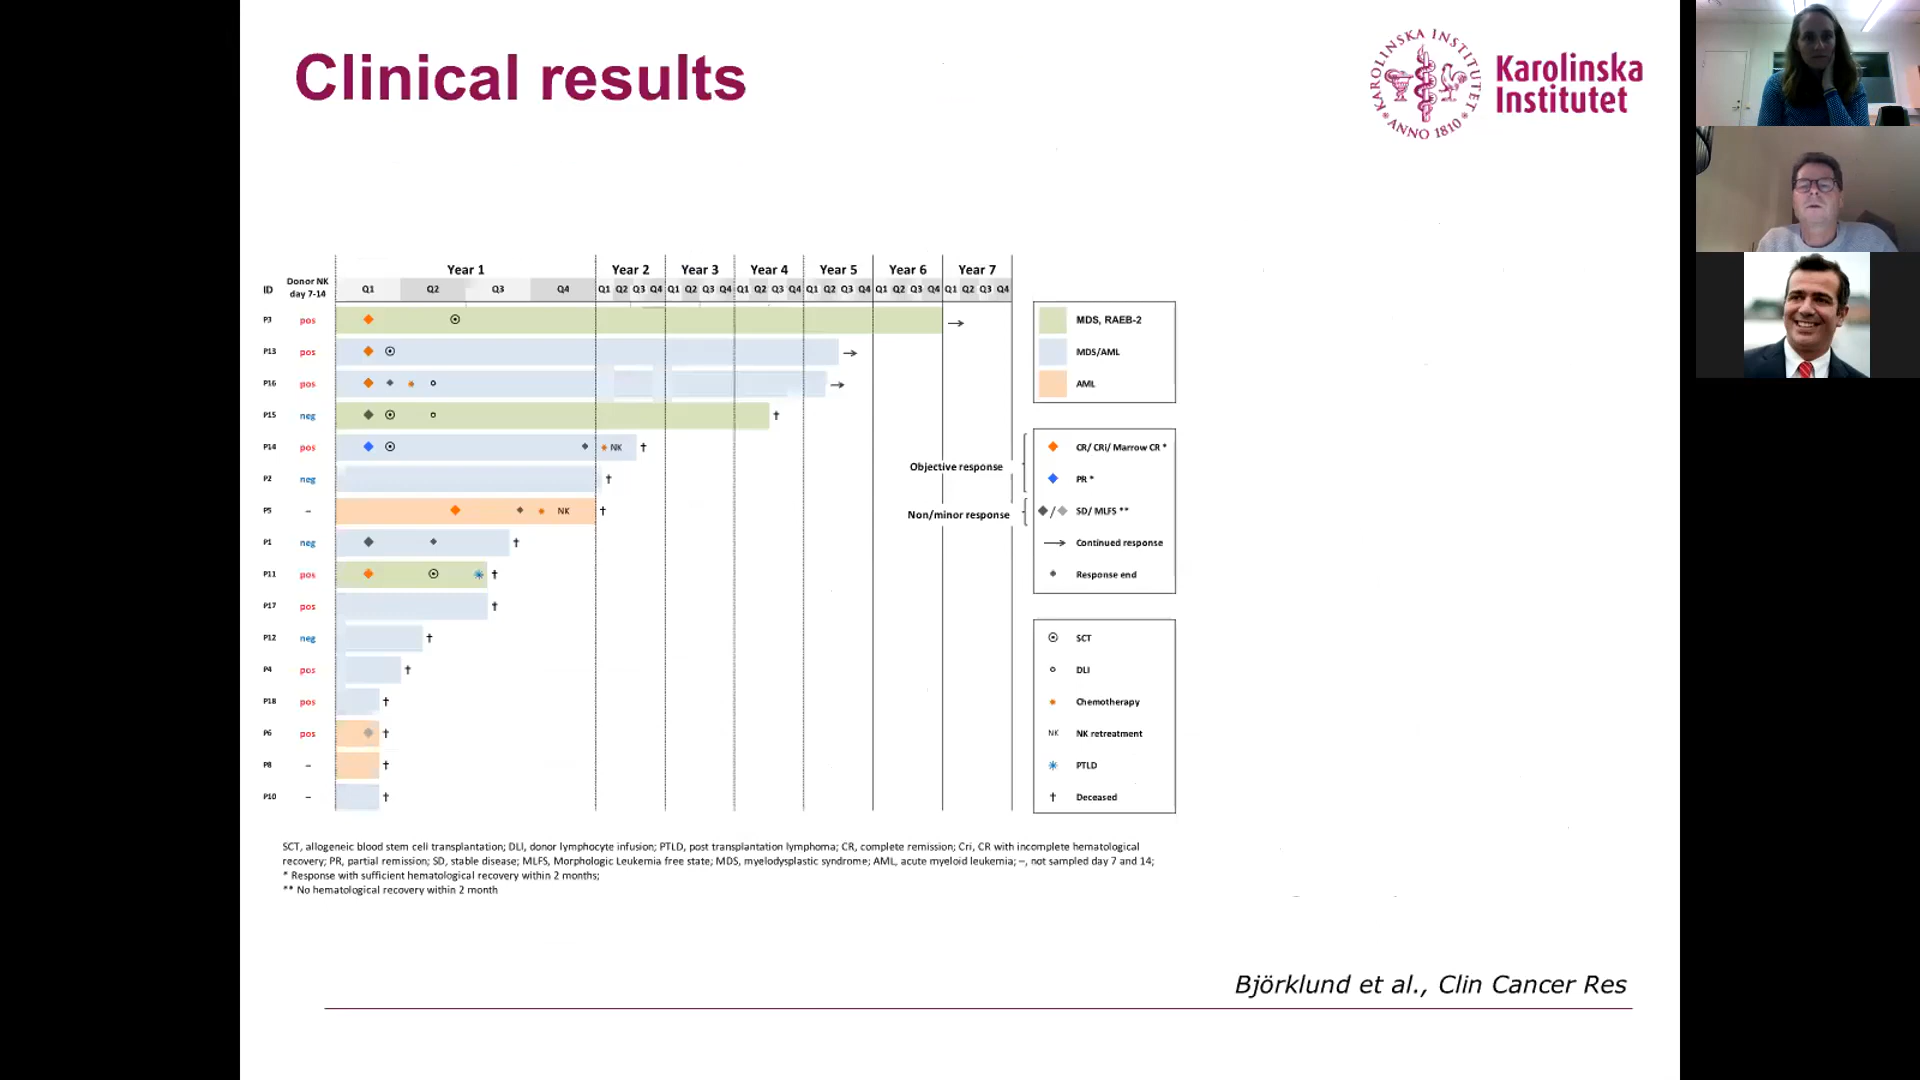 Clinical results
KAROLINSKA INSTITUTET
ANNO 1810
Karolinska
Institutet
Year 1 Year 2 Year 3 Year 4 Year 5 Year 6 Year 7
ID Donor NK day 7-14 Q1 Q2 Q3 Q4 Q1 Q2 Q3 Q4 Q1 Q2 Q3 Q4 Q1 Q2 Q3 Q4 Q1 Q2 Q3 Q4 Q1 Q2 Q3 Q4 Q1 Q2 Q3 Q4
P3 pos
P13 pos
P16 pos
P15 neg
P14 pos NK
P2 neg
P5 – NK
P1 neg
P11 pos
P17 pos
P12 neg
P4 pos
P18 pos
P6 pos
P8 –
P10 –
MDS, RAEB-2
MDS/AML
AML
Objective response
Non/minor response
CR/ CRi/ Marrow CR *
PR *
/ SD/ MLFS **
Continued response
Response end
SCT
DLI
Chemotherapy
NK NK retreatment
PTLD
Deceased
SCT, allogeneic blood stem cell transplantation; DLI, donor lymphocyte infusion; PTLD, post transplantation lymphoma; CR, complete remission; Cri, CR with incomplete hematological
recovery; PR, partial remission; SD, stable disease; MLFS, Morphologic Leukemia free state; MDS, myelodysplastic syndrome; AML, acute myeloid leukemia; –, not sampled day 7 and 14;
* Response with sufficient hematological recovery within 2 months;
** No hematological recovery within 2 month
Björklund et al., Clin Cancer Res